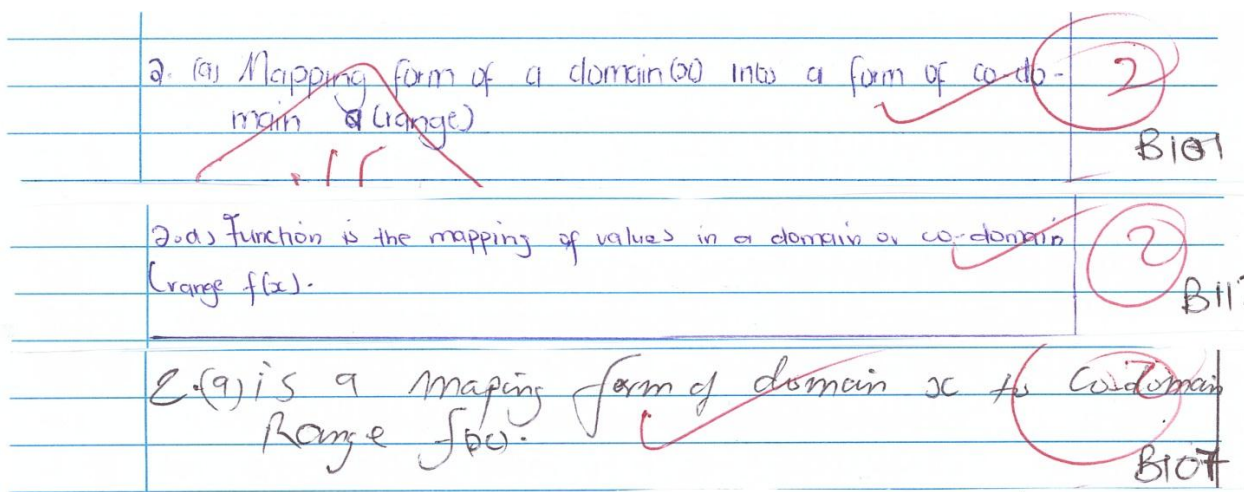 2. (a) Mapping form of a domain (x) into a form of co-do-
main (range)
2
B107
2.a) Function is the mapping of values in a domain or co-domain
(range f(x).
2
B117
2.(a) is a maping form of domain x to Co-domain
Range f(x).
2
B107